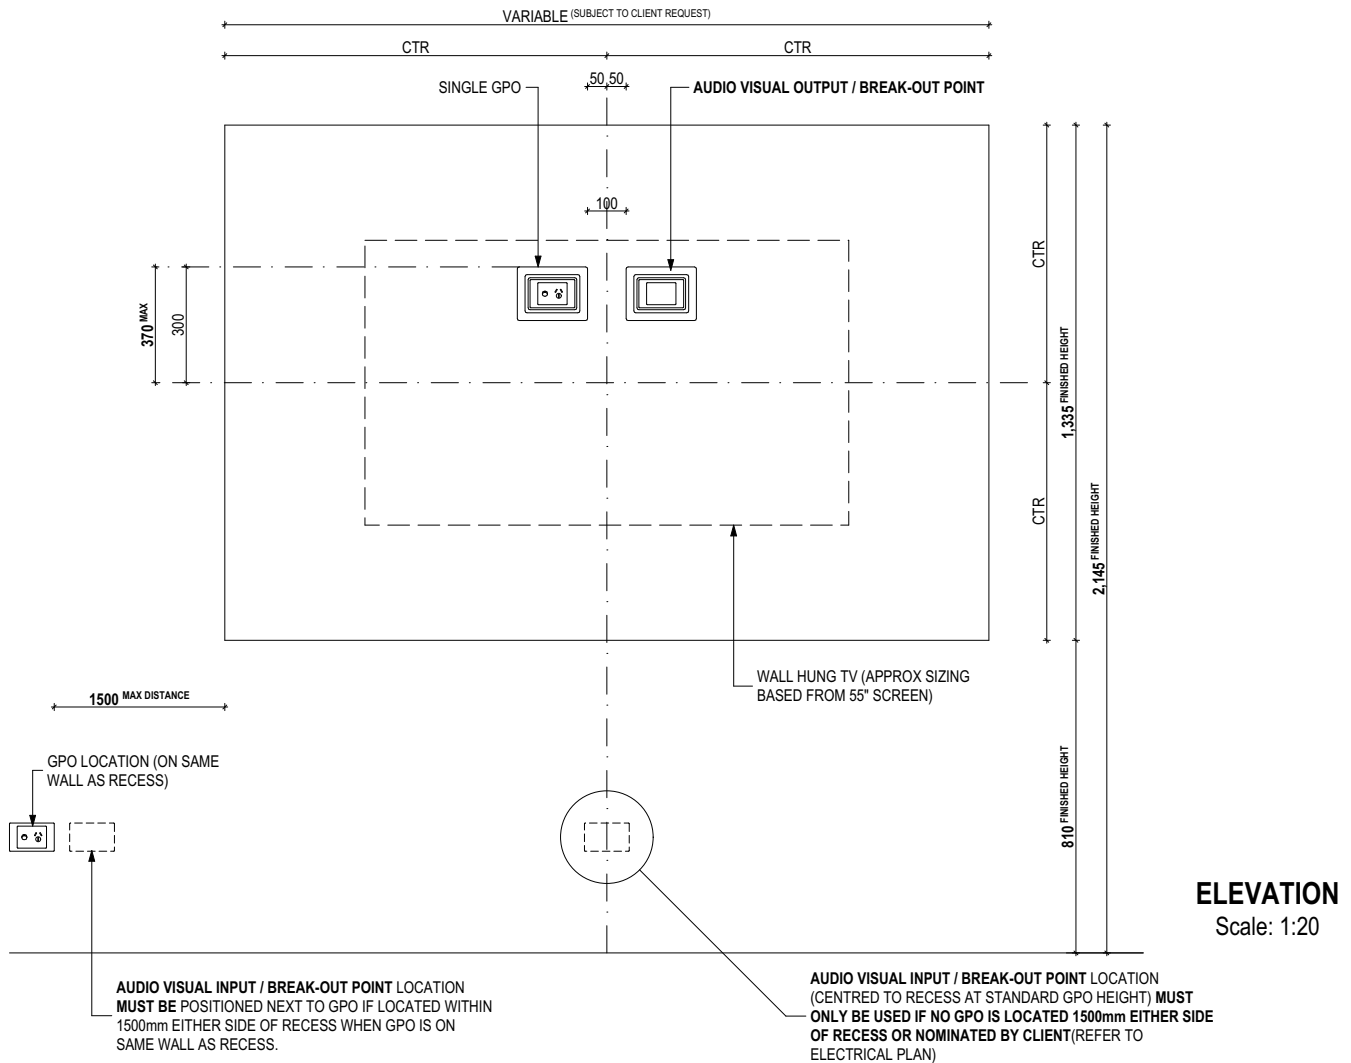 VARIABLE (SUBJECT TO CLIENT REQUEST)
CTR
CTR
SINGLE GPO
50 50
AUDIO VISUAL OUTPUT / BREAK-OUT POINT
100
CTR
370 MAX
300
1,335 FINISHED HEIGHT
CTR
2,145 FINISHED HEIGHT
WALL HUNG TV (APPROX SIZING
BASED FROM 55" SCREEN)
1500 MAX DISTANCE
GPO LOCATION (ON SAME
WALL AS RECESS)
810 FINISHED HEIGHT
ELEVATION
Scale: 1:20
AUDIO VISUAL INPUT / BREAK-OUT POINT LOCATION
MUST BE POSITIONED NEXT TO GPO IF LOCATED WITHIN
1500mm EITHER SIDE OF RECESS WHEN GPO IS ON
SAME WALL AS RECESS.
AUDIO VISUAL INPUT / BREAK-OUT POINT LOCATION
(CENTRED TO RECESS AT STANDARD GPO HEIGHT) MUST
ONLY BE USED IF NO GPO IS LOCATED 1500mm EITHER SIDE
OF RECESS OR NOMINATED BY CLIENT(REFER TO
ELECTRICAL PLAN)